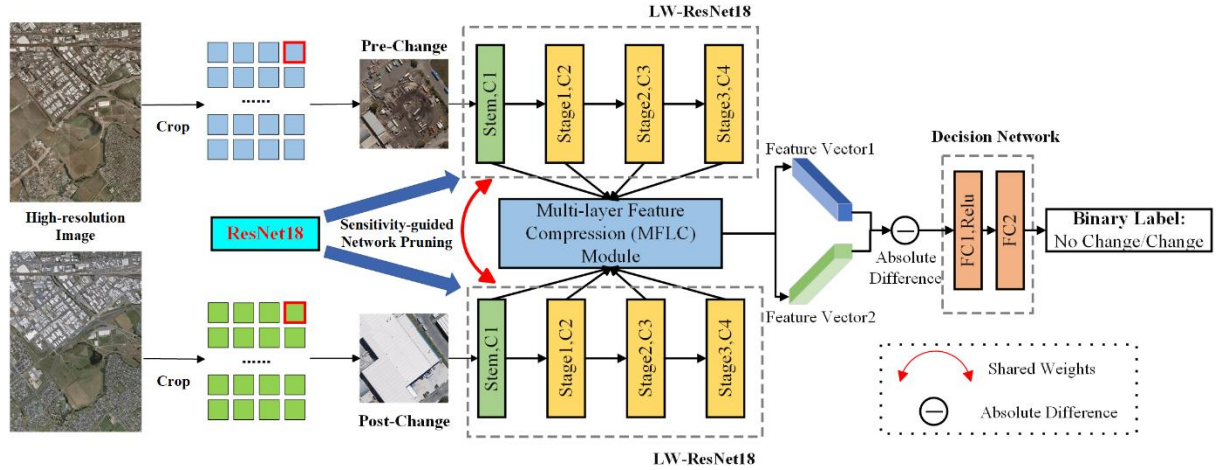 LW-ResNet18
Pre-Change
Crop
......
Stem,C1
Stage1,C2
Stage2,C3
Stage3,C4
High-resolution
Image
ResNet18
Sensitivity-guided
Network Pruning
Multi-layer Feature
Compression (MFLC)
Module
Feature Vector1
Feature Vector2
Absolute
Difference
Decision Network
FC1,Relu
FC2
Binary Label:
No Change/Change
Crop
......
Post-Change
Stem,C1
Stage1,C2
Stage2,C3
Stage3,C4
LW-ResNet18
Shared Weights
Absolute Difference